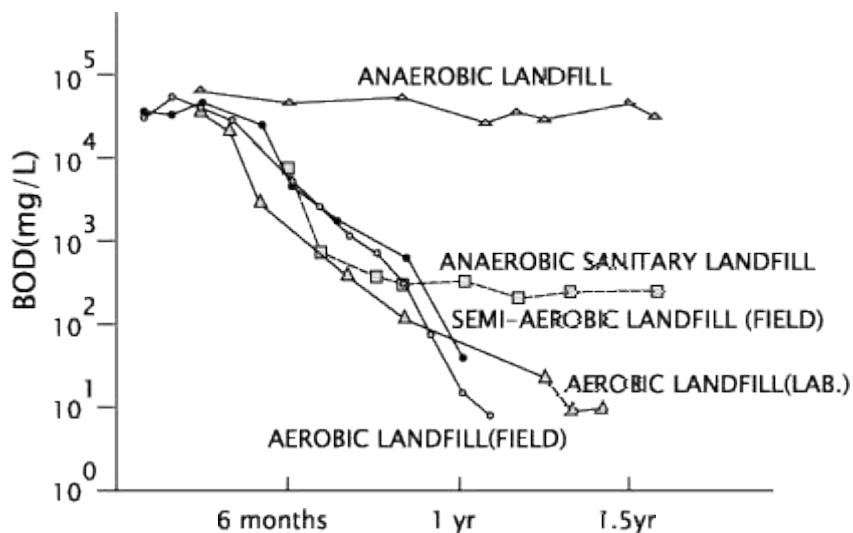 10^5
ANAEROBIC LANDFILL
10^4
BOD(mg/L)
10^3
ANAEROBIC SANITARY LANDFILL
10^2
SEMI-AEROBIC LANDFILL (FIELD)
AEROBIC LANDFILL(LAB.)
10^1
AEROBIC LANDFILL(FIELD)
10^0
6 months 1 yr 1.5yr